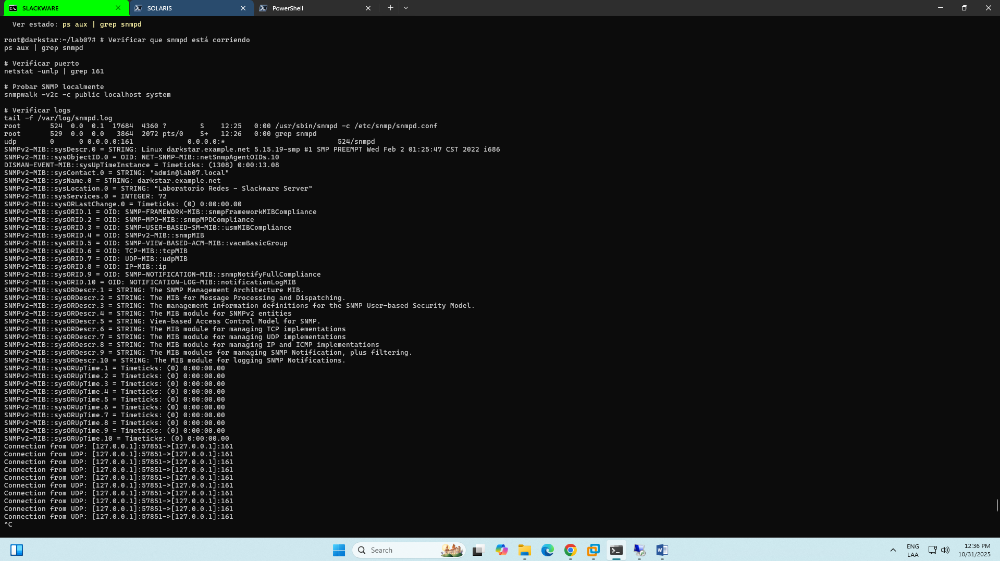 SLACKWARE
SOLARIS
PowerShell
Ver estado: ps aux | grep snmpd
root@darkstar:~/lab07# # Verificar que snmpd está corriendo
ps aux | grep snmpd
# Verificar puerto
netstat -unlp | grep 161
# Probar SNMP localmente
snmpwalk -v2c -c public localhost system
# Verificar logs
tail -f /var/log/snmpd.log
root 524 0.0 0.1 17684 4360 ? S 12:25 0:00 /usr/sbin/snmpd -c /etc/snmp/snmpd.conf
root 529 0.0 0.0 3864 2072 pts/0 S+ 12:26 0:00 grep snmpd
udp 0 0 0.0.0.0:161 0.0.0.0:* 524/snmpd
SNMPv2-MIB::sysDescr.0 = STRING: Linux darkstar.example.net 5.15.19-smp #1 SMP PREEMPT Wed Feb 2 01:25:47 CST 2022 i686
SNMPv2-MIB::sysObjectID.0 = OID: NET-SNMP-MIB::netSnmpAgentOIDs.10
DISMAN-EVENT-MIB::sysUpTimeInstance = Timeticks: (1308) 0:00:13.08
SNMPv2-MIB::sysContact.0 = STRING: "admin@lab07.local"
SNMPv2-MIB::sysName.0 = STRING: darkstar.example.net
SNMPv2-MIB::sysLocation.0 = STRING: "Laboratorio Redes - Slackware Server"
SNMPv2-MIB::sysServices.0 = INTEGER: 72
SNMPv2-MIB::sysORLastChange.0 = Timeticks: (0) 0:00:00.00
SNMPv2-MIB::sysORID.1 = OID: SNMP-FRAMEWORK-MIB::snmpFrameworkMIBCompliance
SNMPv2-MIB::sysORID.2 = OID: SNMP-MPD-MIB::snmpMPDCompliance
SNMPv2-MIB::sysORID.3 = OID: SNMP-USER-BASED-SM-MIB::usmMIBCompliance
SNMPv2-MIB::sysORID.4 = OID: SNMPv2-MIB::snmpMIB
SNMPv2-MIB::sysORID.5 = OID: SNMP-VIEW-BASED-ACM-MIB::vacmBasicGroup
SNMPv2-MIB::sysORID.6 = OID: TCP-MIB::tcpMIB
SNMPv2-MIB::sysORID.7 = OID: UDP-MIB::udpMIB
SNMPv2-MIB::sysORID.8 = OID: IP-MIB::ip
SNMPv2-MIB::sysORID.9 = OID: SNMP-NOTIFICATION-MIB::snmpNotifyFullCompliance
SNMPv2-MIB::sysORID.10 = OID: NOTIFICATION-LOG-MIB::notificationLogMIB
SNMPv2-MIB::sysORDescr.1 = STRING: The SNMP Management Architecture MIB.
SNMPv2-MIB::sysORDescr.2 = STRING: The MIB for Message Processing and Dispatching.
SNMPv2-MIB::sysORDescr.3 = STRING: The management information definitions for the SNMP User-based Security Model.
SNMPv2-MIB::sysORDescr.4 = STRING: The MIB module for SNMPv2 entities
SNMPv2-MIB::sysORDescr.5 = STRING: View-based Access Control Model for SNMP.
SNMPv2-MIB::sysORDescr.6 = STRING: The MIB module for managing TCP implementations
SNMPv2-MIB::sysORDescr.7 = STRING: The MIB module for managing UDP implementations
SNMPv2-MIB::sysORDescr.8 = STRING: The MIB module for managing IP and ICMP implementations
SNMPv2-MIB::sysORDescr.9 = STRING: The MIB modules for managing SNMP Notification, plus filtering.
SNMPv2-MIB::sysORDescr.10 = STRING: The MIB module for logging SNMP Notifications.
SNMPv2-MIB::sysORUpTime.1 = Timeticks: (0) 0:00:00.00
SNMPv2-MIB::sysORUpTime.2 = Timeticks: (0) 0:00:00.00
SNMPv2-MIB::sysORUpTime.3 = Timeticks: (0) 0:00:00.00
SNMPv2-MIB::sysORUpTime.4 = Timeticks: (0) 0:00:00.00
SNMPv2-MIB::sysORUpTime.5 = Timeticks: (0) 0:00:00.00
SNMPv2-MIB::sysORUpTime.6 = Timeticks: (0) 0:00:00.00
SNMPv2-MIB::sysORUpTime.7 = Timeticks: (0) 0:00:00.00
SNMPv2-MIB::sysORUpTime.8 = Timeticks: (0) 0:00:00.00
SNMPv2-MIB::sysORUpTime.9 = Timeticks: (0) 0:00:00.00
SNMPv2-MIB::sysORUpTime.10 = Timeticks: (0) 0:00:00.00
Connection from UDP: [127.0.0.1]:57851->[127.0.0.1]:161
Connection from UDP: [127.0.0.1]:57851->[127.0.0.1]:161
Connection from UDP: [127.0.0.1]:57851->[127.0.0.1]:161
Connection from UDP: [127.0.0.1]:57851->[127.0.0.1]:161
Connection from UDP: [127.0.0.1]:57851->[127.0.0.1]:161
Connection from UDP: [127.0.0.1]:57851->[127.0.0.1]:161
Connection from UDP: [127.0.0.1]:57851->[127.0.0.1]:161
Connection from UDP: [127.0.0.1]:57851->[127.0.0.1]:161
Connection from UDP: [127.0.0.1]:57851->[127.0.0.1]:161
Connection from UDP: [127.0.0.1]:57851->[127.0.0.1]:161
^C
Search
ENG
LAA
12:36 PM
10/31/2025